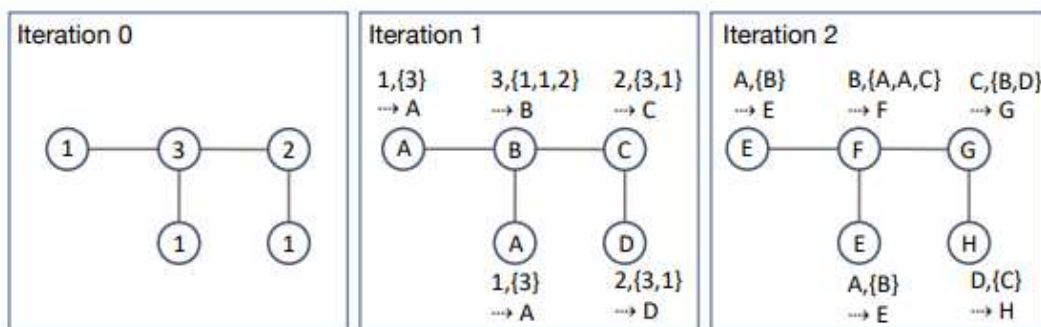 Iteration 0
1
3
2
1
1
Iteration 1
1,{3}
⇢ A
3,{1,1,2}
⇢ B
2,{3,1}
⇢ C
A
B
C
A
D
1,{3}
⇢ A
2,{3,1}
⇢ D
Iteration 2
A,{B}
⇢ E
B,{A,A,C}
⇢ F
C,{B,D}
⇢ G
E
F
G
E
H
A,{B}
⇢ E
D,{C}
⇢ H